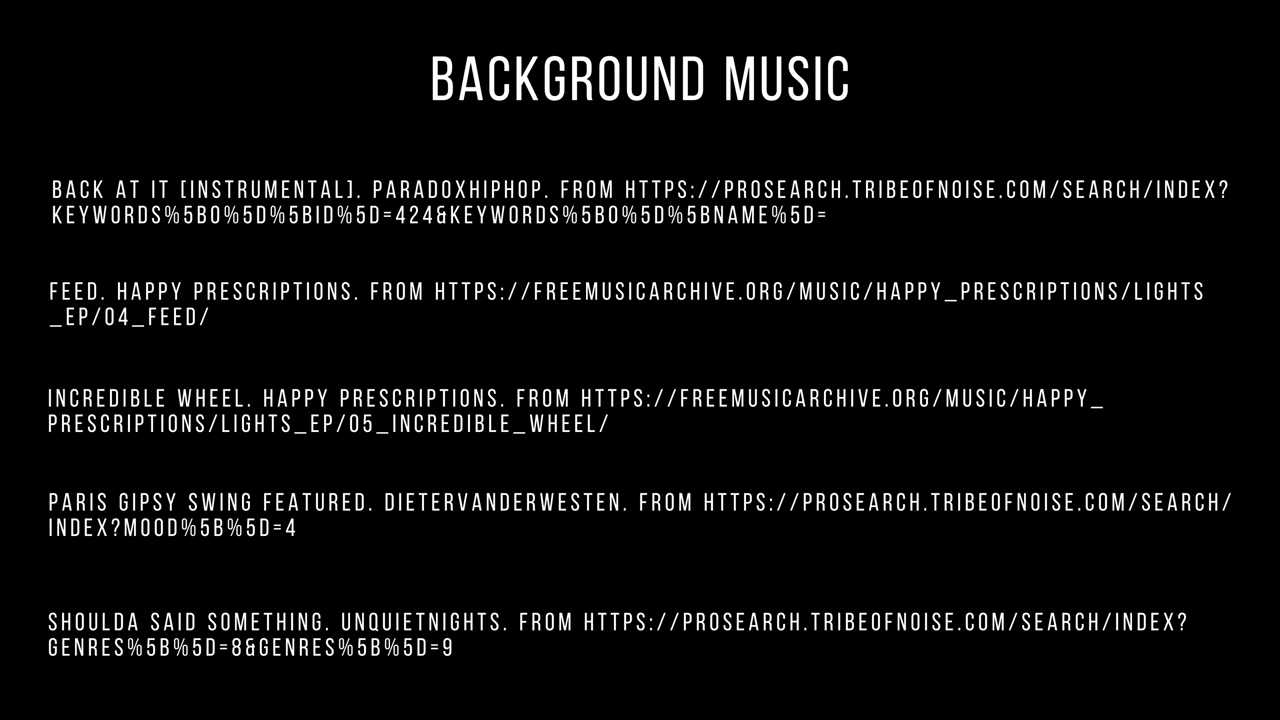 BACKGROUND MUSIC
BACK AT IT [INSTRUMENTAL]. PARADOXHIPHOP. FROM HTTPS://PROSEARCH.TRIBEOFNOISE.COM/SEARCH/INDEX?
KEYWORDS%5B0%5D%5BID%5D=424&KEYWORDS%5B0%5D%5BNAME%5D=
FEED. HAPPY PRESCRIPTIONS. FROM HTTPS://FREEMUSICARCHIVE.ORG/MUSIC/HAPPY_PRESCRIPTIONS/LIGHTS
_EP/04_FEED/
INCREDIBLE WHEEL. HAPPY PRESCRIPTIONS. FROM HTTPS://FREEMUSICARCHIVE.ORG/MUSIC/HAPPY_
PRESCRIPTIONS/LIGHTS_EP/05_INCREDIBLE_WHEEL/
PARIS GIPSY SWING FEATURED. DIETERVANDERWESTEN. FROM HTTPS://PROSEARCH.TRIBEOFNOISE.COM/SEARCH/
INDEX?MOOD%5B%5D=4
SHOULDA SAID SOMETHING. UNQUIETNIGHTS. FROM HTTPS://PROSEARCH.TRIBEOFNOISE.COM/SEARCH/INDEX?
GENRES%5B%5D=8&GENRES%5B%5D=9